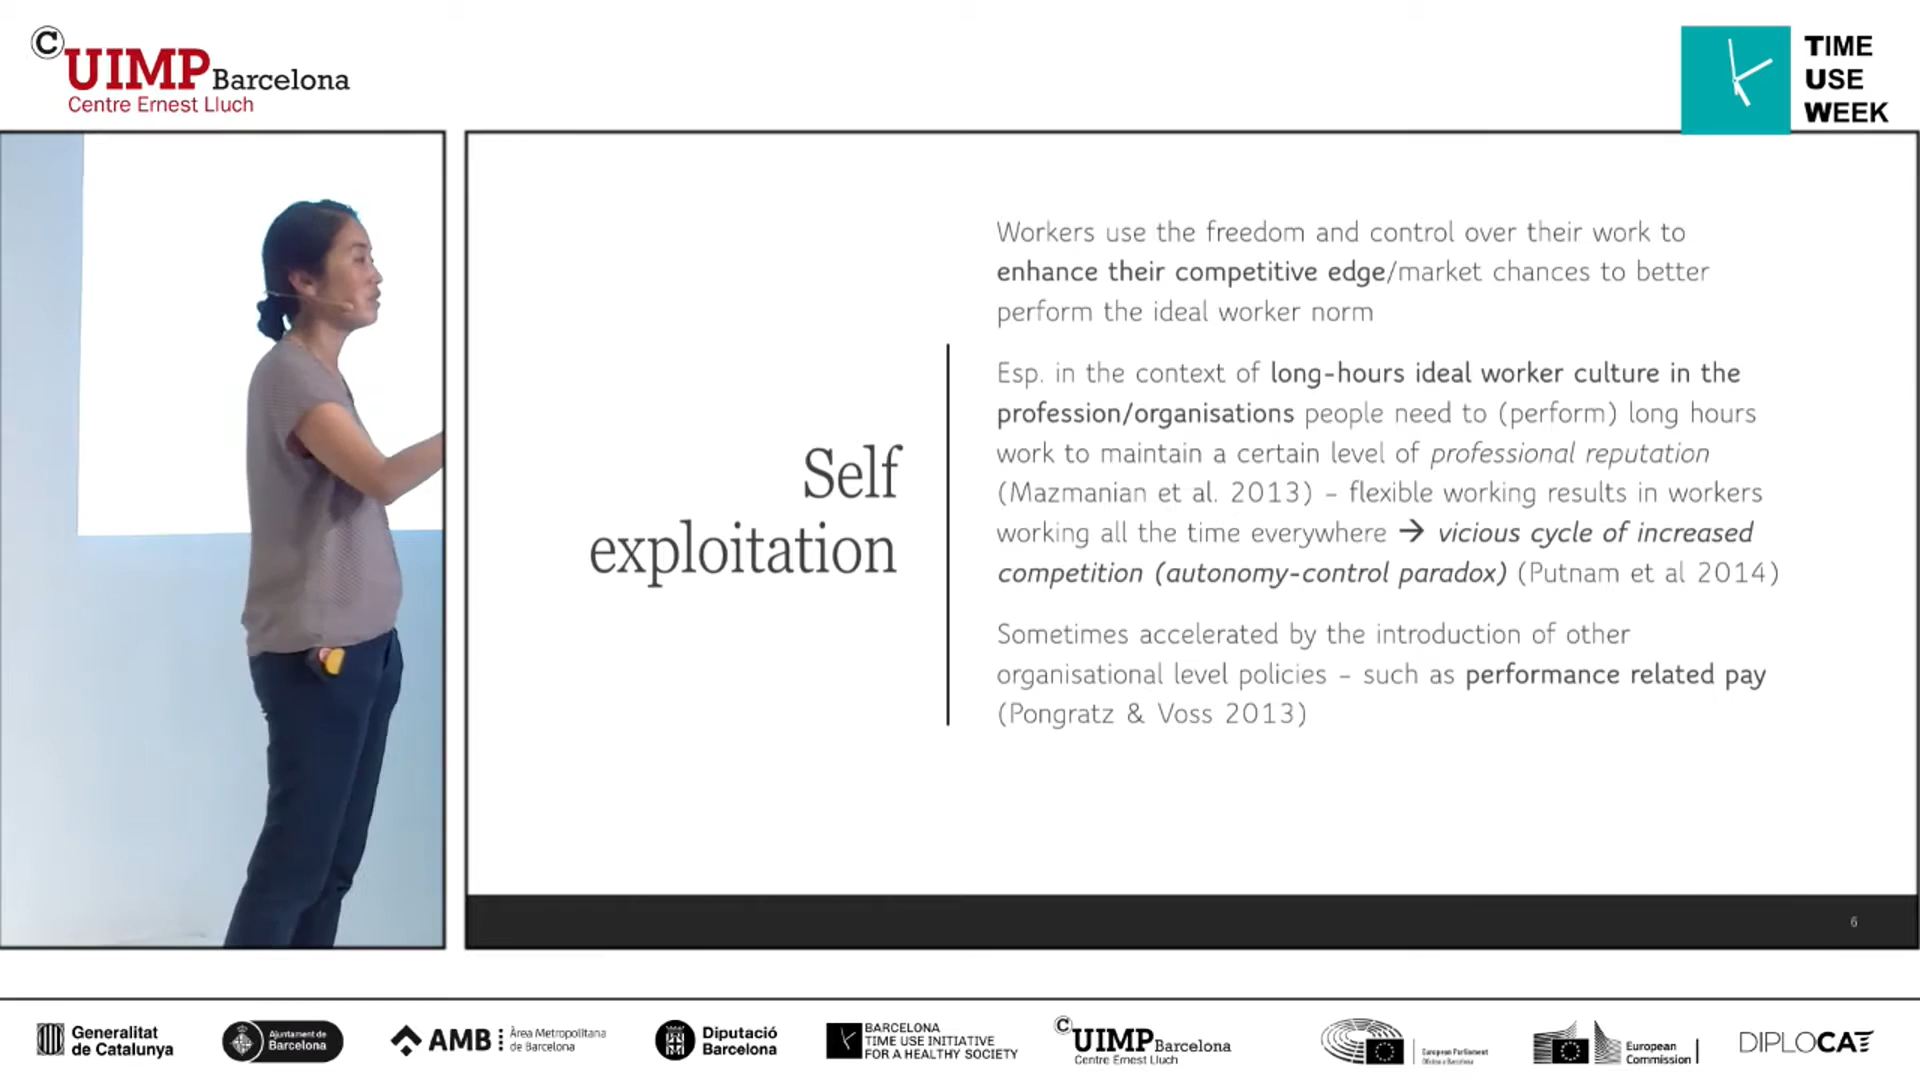 ©
UIMP Barcelona
Centre Ernest Lluch
TIME
USE
WEEK
Self
exploitation
Workers use the freedom and control over their work to
enhance their competitive edge/market chances to better
perform the ideal worker norm
Esp. in the context of long-hours ideal worker culture in the
profession/organisations people need to (perform) long hours
work to maintain a certain level of professional reputation
(Mazmanian et al. 2013) – flexible working results in workers
working all the time everywhere → vicious cycle of increased
competition (autonomy-control paradox) (Putnam et al 2014)
Sometimes accelerated by the introduction of other
organisational level policies – such as performance related pay
(Pongratz & Voss 2013)
6
Generalitat
de Catalunya
Ajuntament de
Barcelona
AMB Àrea Metropolitana
de Barcelona
Diputació
Barcelona
BARCELONA
TIME USE INITIATIVE
FOR A HEALTHY SOCIETY
©
UIMP Barcelona
Centre Ernest Lluch
European Parliament
Oficina a Barcelona
European
Commission
DIPLOCAT